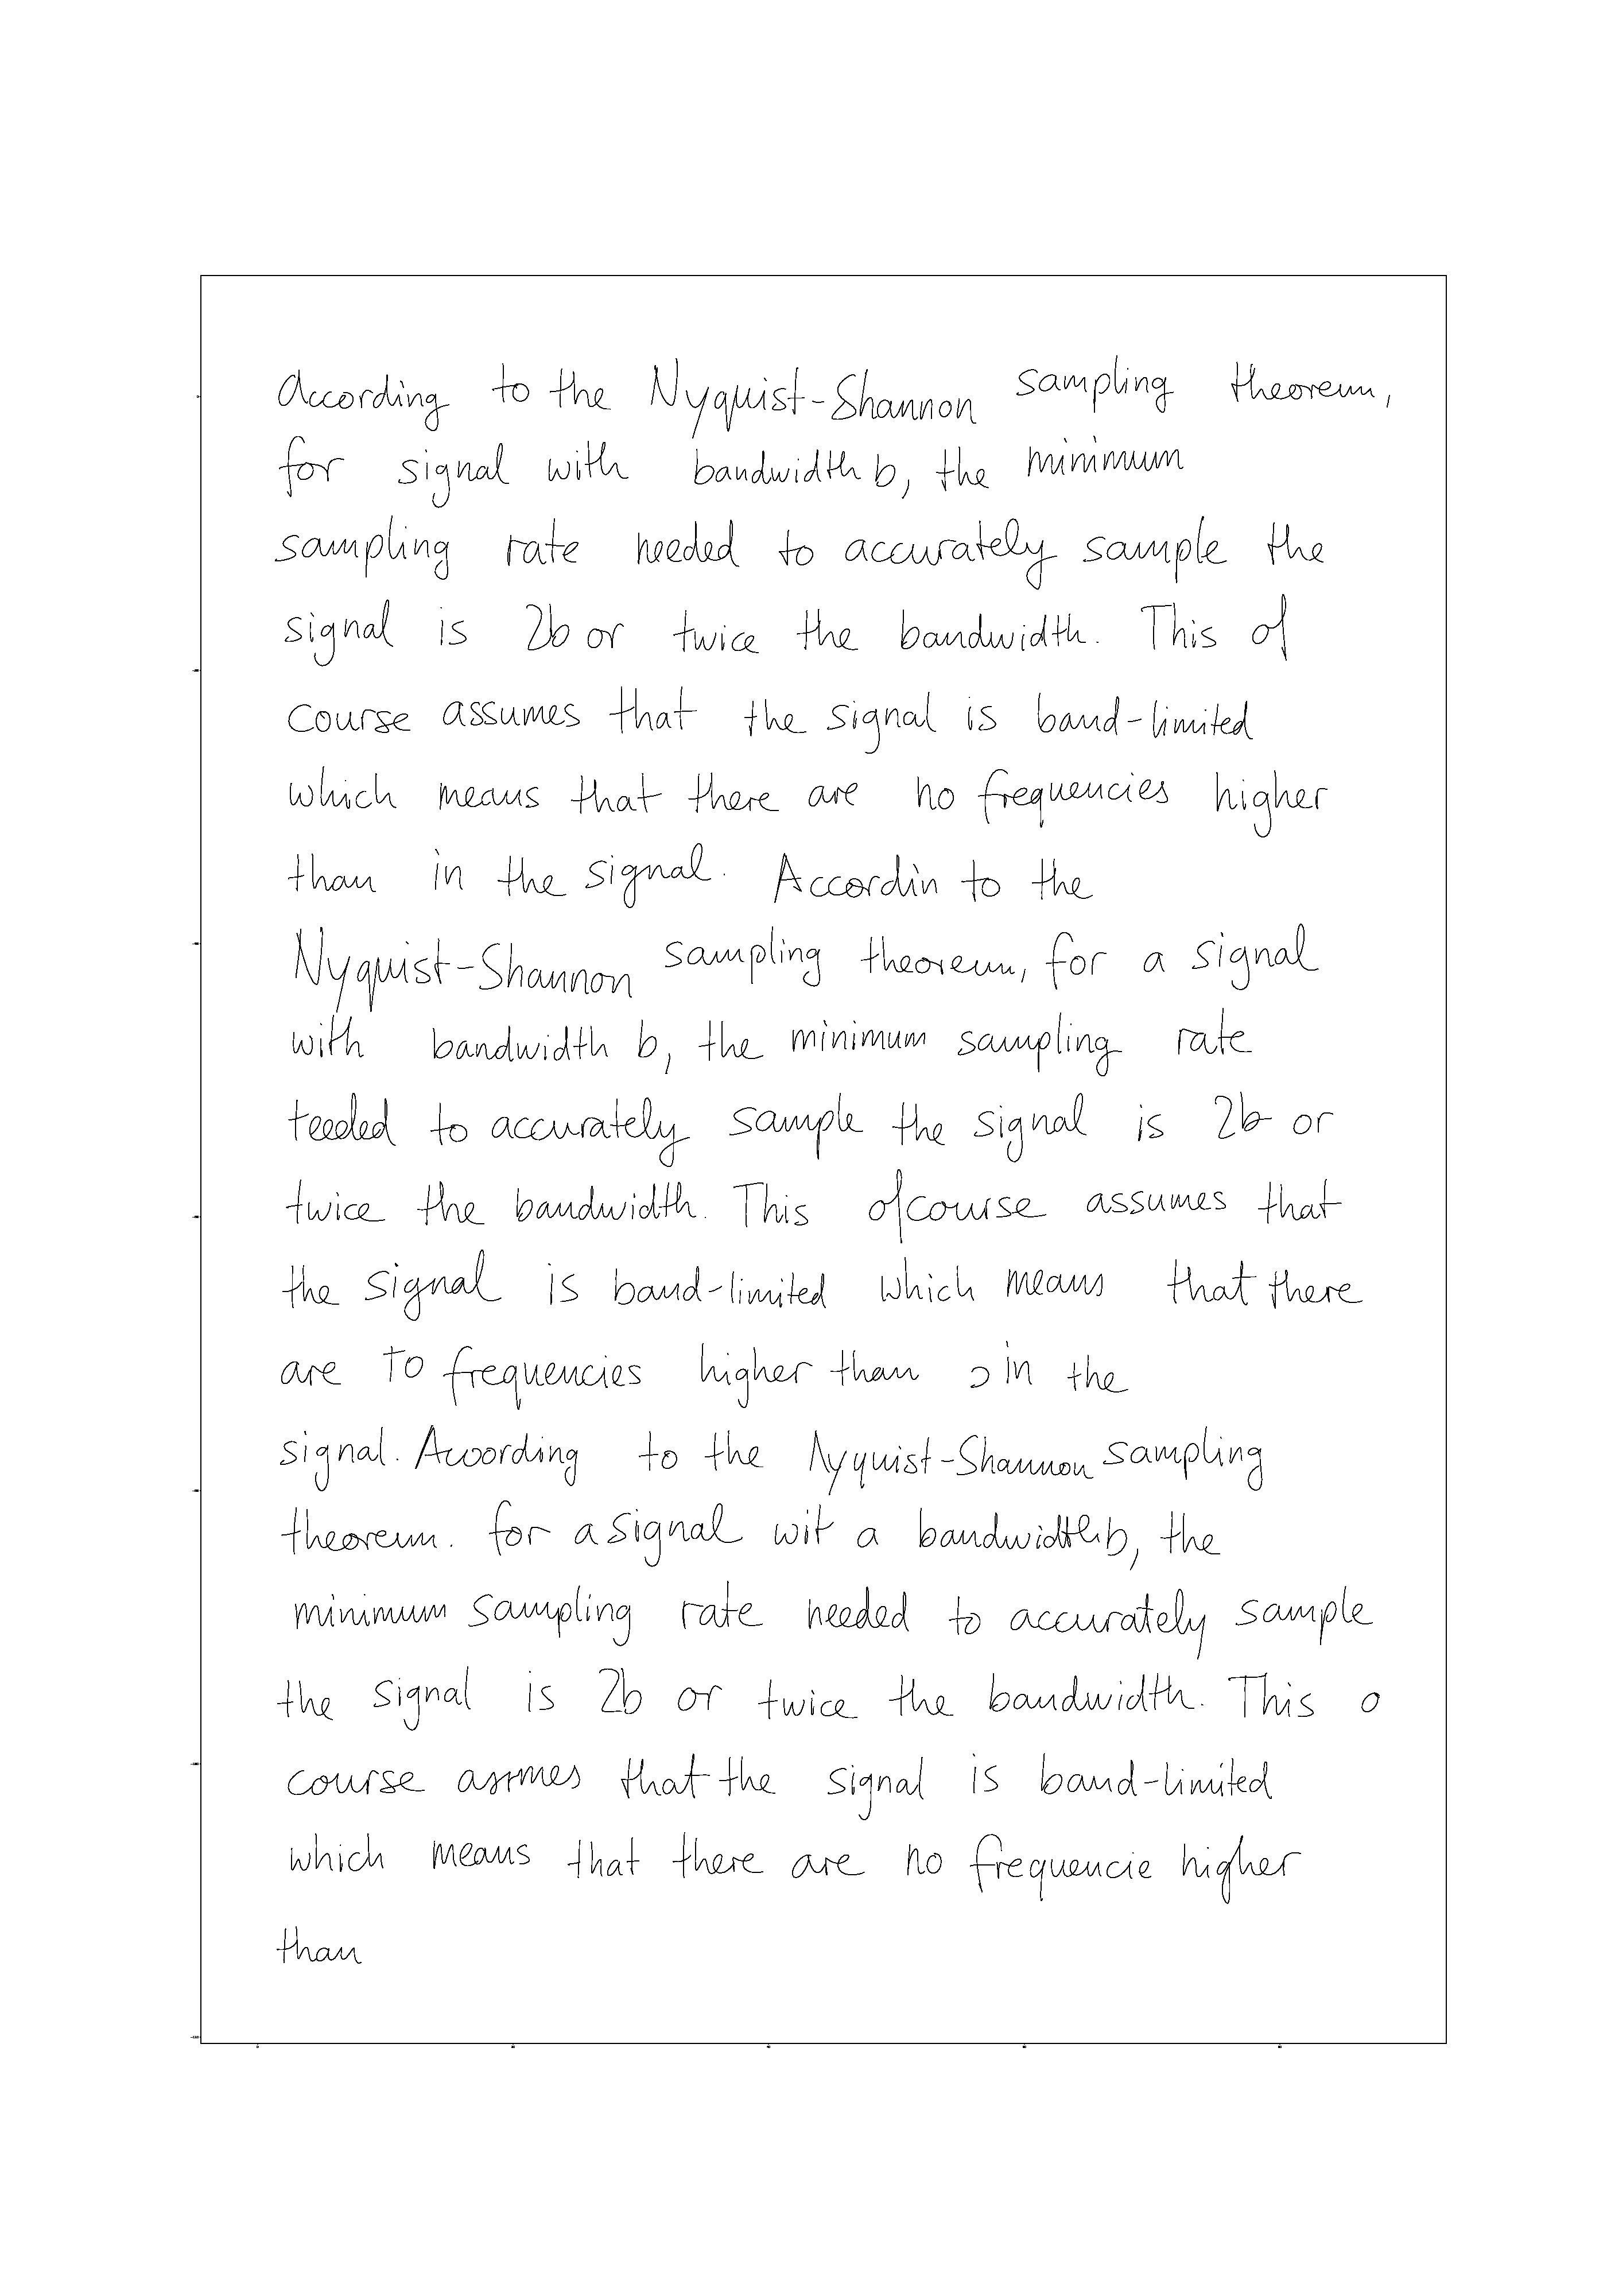 According to the Nyquist-Shannon sampling theorem,
for signal with bandwidth b, the minimum
sampling rate needed to accurately sample the
signal is 2b or twice the bandwidth. This of
course assumes that the signal is band-limited
which means that there are no frequencies higher
than in the signal. Accordin to the
Nyquist-Shannon sampling theorem, for a signal
with bandwidth b, the minimum sampling rate
teeded to accurately sample the signal is 2b or
twice the bandwidth. This ofcourse assumes that
the signal is band-limited which means that there
are to frequencies higher than in the
signal. According to the Nyquist-Shannon sampling
theorem. for a signal wit a bandwidth b, the
minimum sampling rate needed to accurately sample
the signal is 2b or twice the bandwidth. This o
course assmes that the signal is band-limited
which means that there are no frequencie higher
than